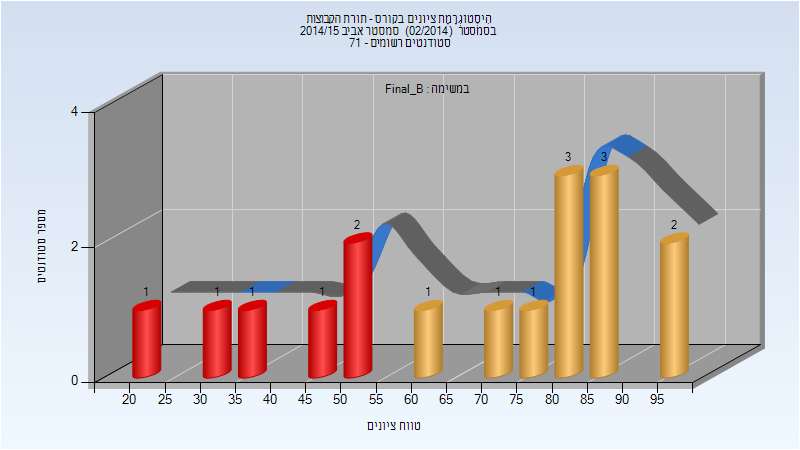 היסטוגרמת ציונים בקורס - תורת הקבוצות
בסמסטר (02/2014) סמסטר אביב 2014/15
סטודנטים רשומים - 71
במשימה : Final_B
מספר סטודנטים
4
2
0
1
1
1
1
2
1
1
1
3
3
2
20 25 30 35 40 45 50 55 60 65 70 75 80 85 90 95
טווח ציונים